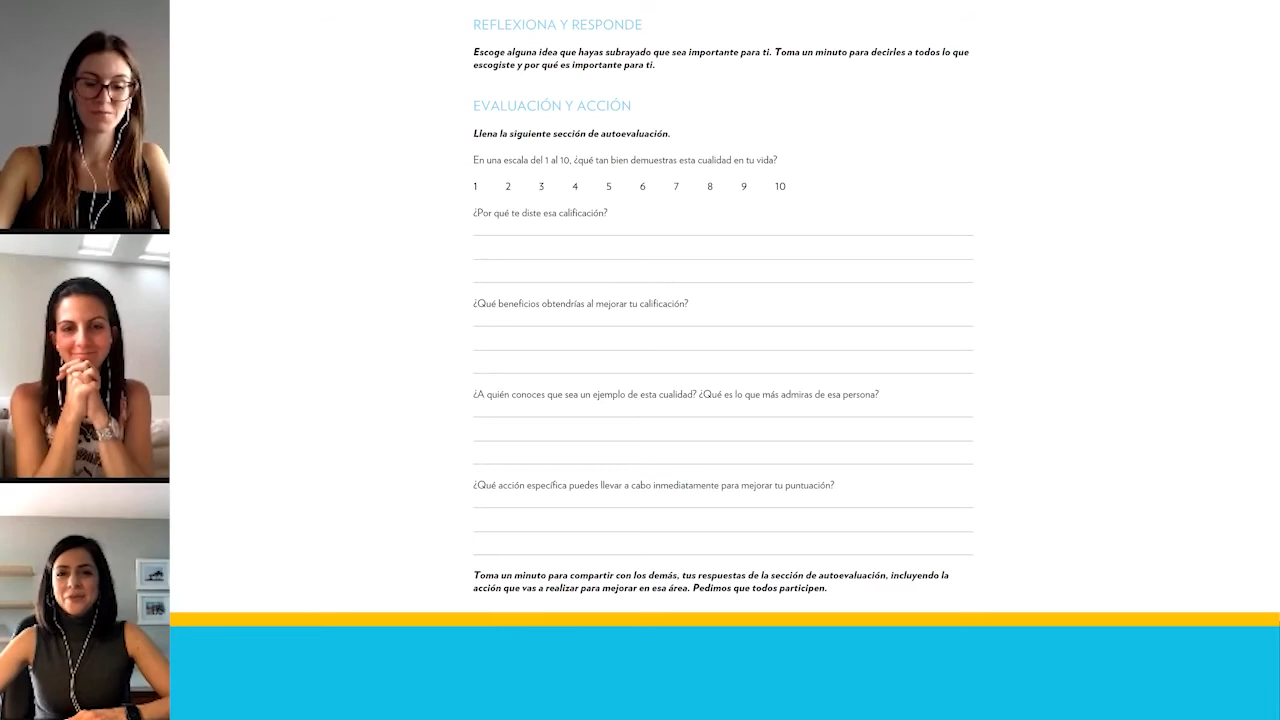 REFLEXIONA Y RESPONDE
Escoge alguna idea que hayas subrayado que sea importante para ti. Toma un minuto para decirles a todos lo que
escogiste y por qué es importante para ti.
EVALUACIÓN Y ACCIÓN
Llena la siguiente sección de autoevaluación.
En una escala del 1 al 10, ¿qué tan bien demuestras esta cualidad en tu vida?
1 2 3 4 5 6 7 8 9 10
¿Por qué te diste esa calificación?
¿Qué beneficios obtendrías al mejorar tu calificación?
¿A quién conoces que sea un ejemplo de esta cualidad? ¿Qué es lo que más admiras de esa persona?
¿Qué acción específica puedes llevar a cabo inmediatamente para mejorar tu puntuación?
Toma un minuto para compartir con los demás, tus respuestas de la sección de autoevaluación, incluyendo la
acción que vas a realizar para mejorar en esa área. Pedimos que todos participen.